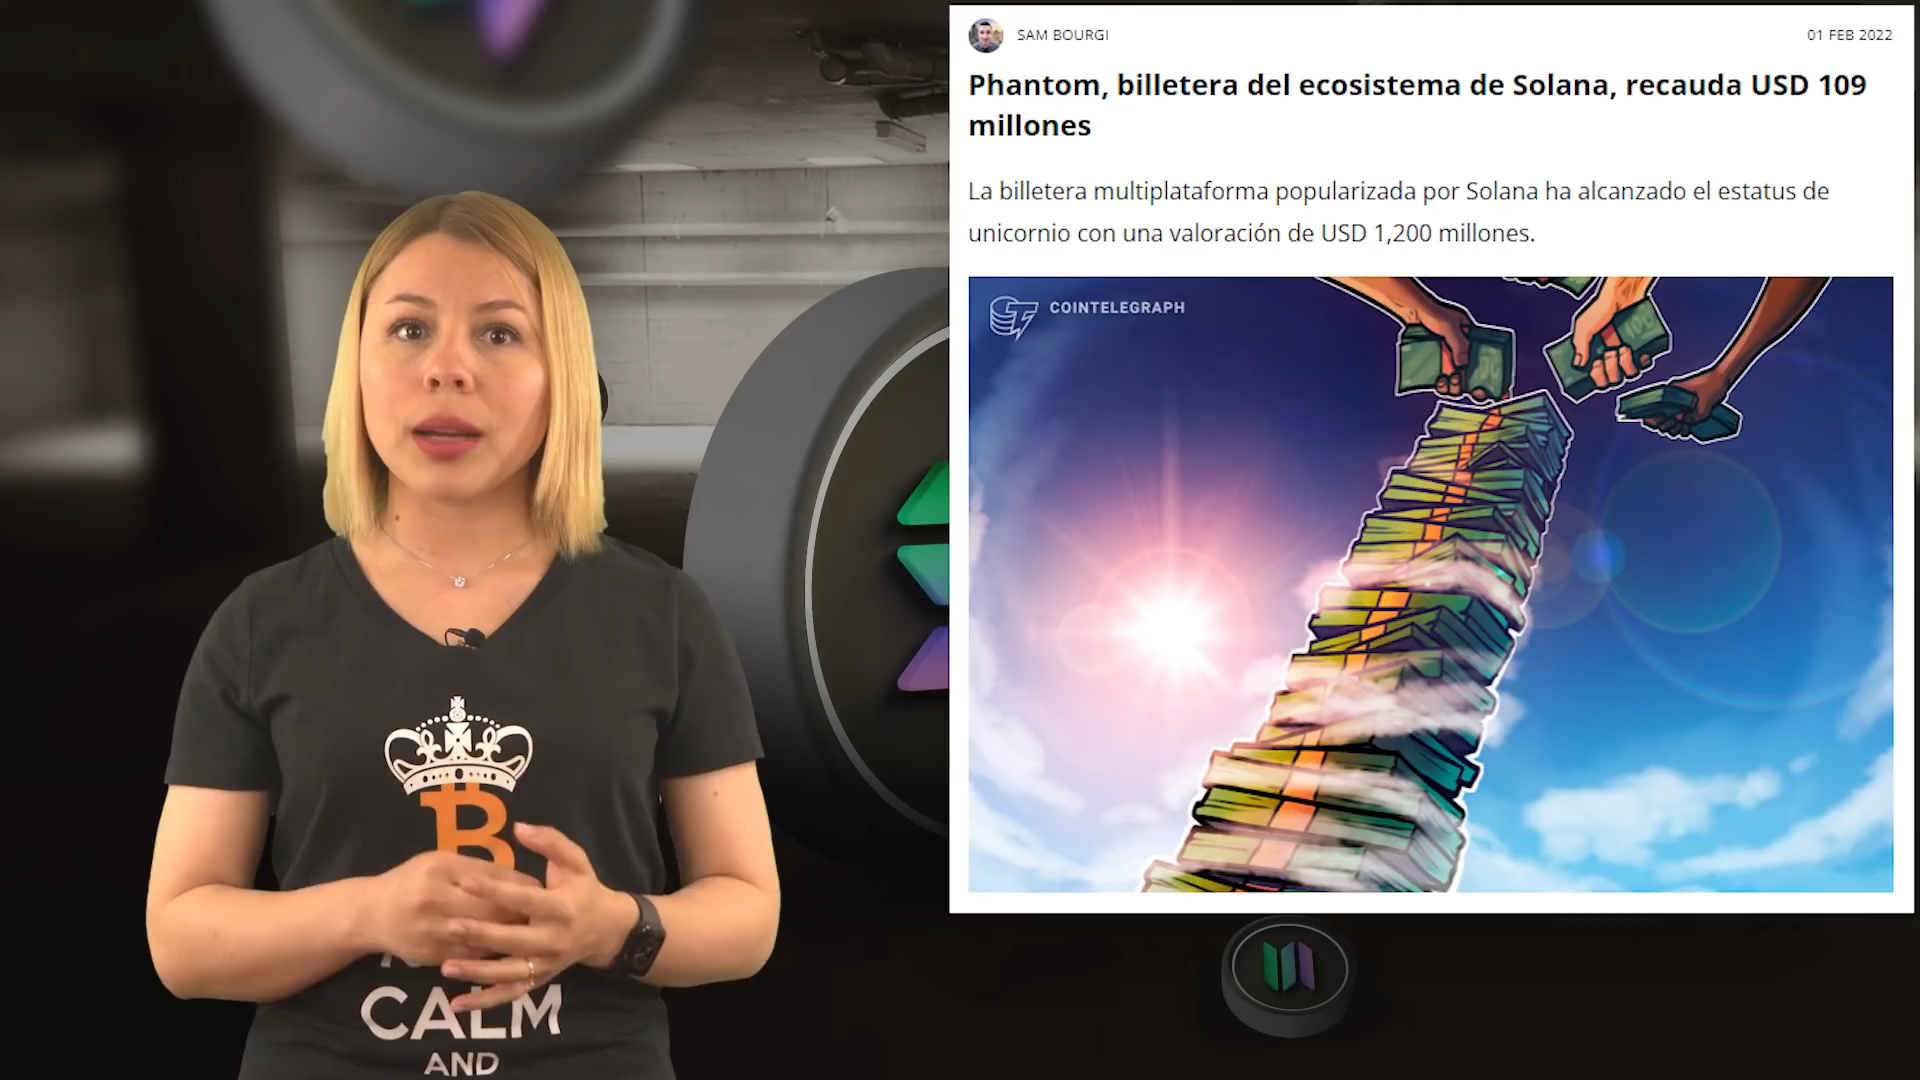 SAM BOURGI
01 FEB 2022
Phantom, billetera del ecosistema de Solana, recauda USD 109
millones
La billetera multiplataforma popularizada por Solana ha alcanzado el estatus de
unicornio con una valoración de USD 1,200 millones.
COINTELEGRAPH
CALM
AND